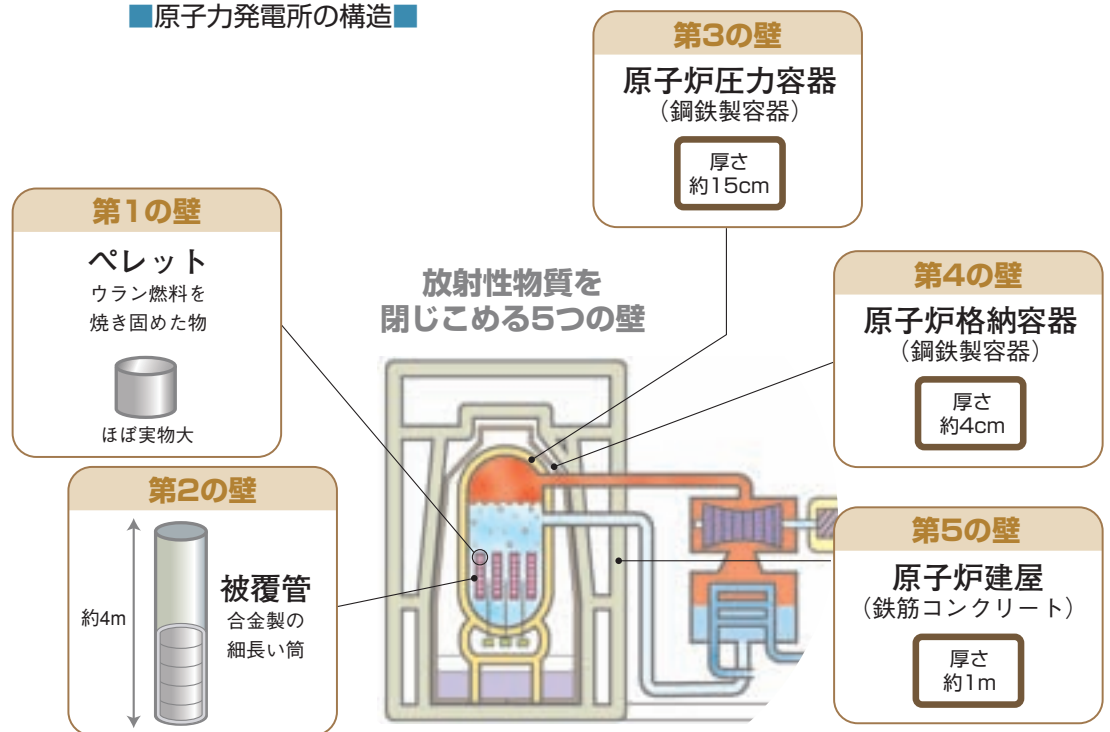 ■原子力発電所の構造■
放射性物質を
閉じこめる5つの壁
第1の壁
ペレット
ウラン燃料を
焼き固めた物
ほぼ実物大
第2の壁
約4m
被覆管
合金製の
細長い筒
第3の壁
原子炉圧力容器
（鋼鉄製容器）
厚さ
約15cm
第4の壁
原子炉格納容器
（鋼鉄製容器）
厚さ
約4cm
第5の壁
原子炉建屋
（鉄筋コンクリート）
厚さ
約1m